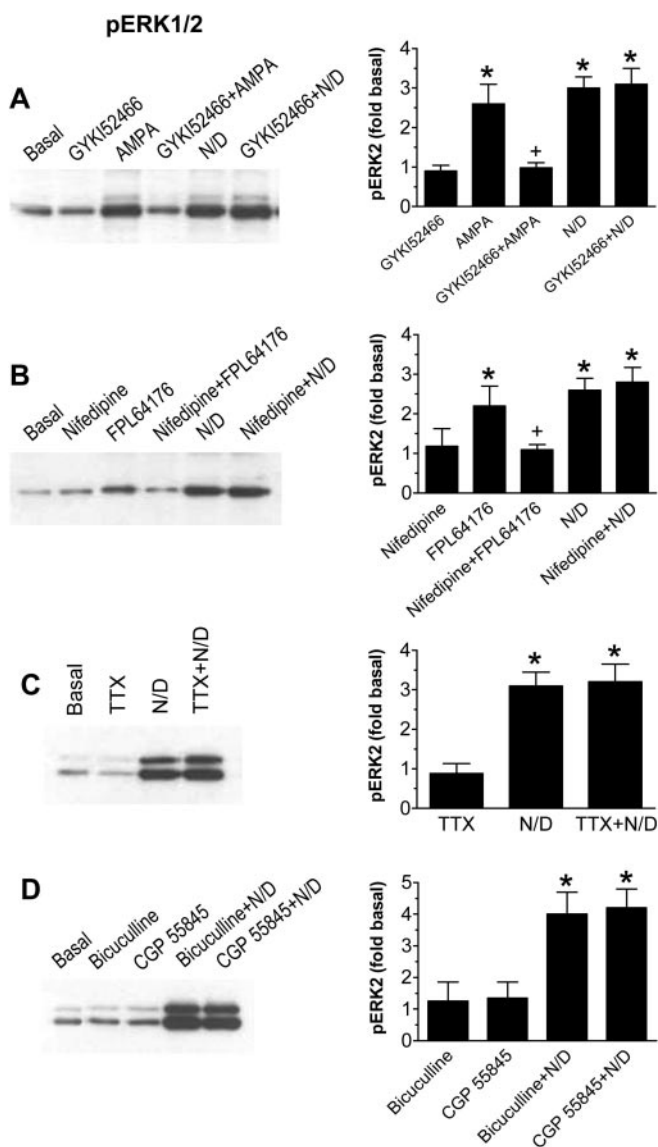 pERK1/2
A
Basal
GYKI52466
AMPA
GYKI52466+AMPA
N/D
GYKI52466+N/D
pERK2 (fold basal)
4
3
2
1
0
*
+
*
*
GYKI52466
AMPA
GYKI52466+AMPA
N/D
GYKI52466+N/D
B
Basal
Nifedipine
FPL64176
Nifedipine+FPL64176
N/D
Nifedipine+N/D
pERK2 (fold basal)
4
3
2
1
0
*
+
*
*
Nifedipine
FPL64176
Nifedipine+FPL64176
N/D
Nifedipine+N/D
C
Basal
TTX
N/D
TTX+N/D
pERK2 (fold basal)
4
3
2
1
0
*
*
TTX
N/D
TTX+N/D
D
Basal
Bicuculline
CGP 55845
Bicuculline+N/D
CGP 55845+N/D
pERK2 (fold basal)
5
4
3
2
1
0
*
*
Bicuculline
CGP 55845
Bicuculline+N/D
CGP 55845+N/D